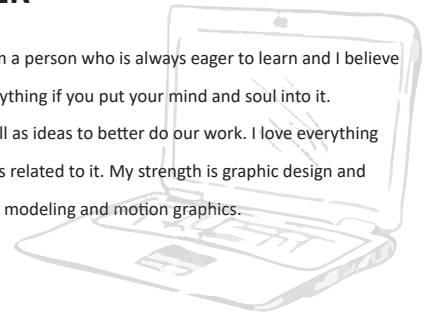 a person who is always eager to learn and I believe
ything if you put your mind and soul into it.
ll as ideas to better do our work. I love everything
s related to it. My strength is graphic design and
modeling and motion graphics.